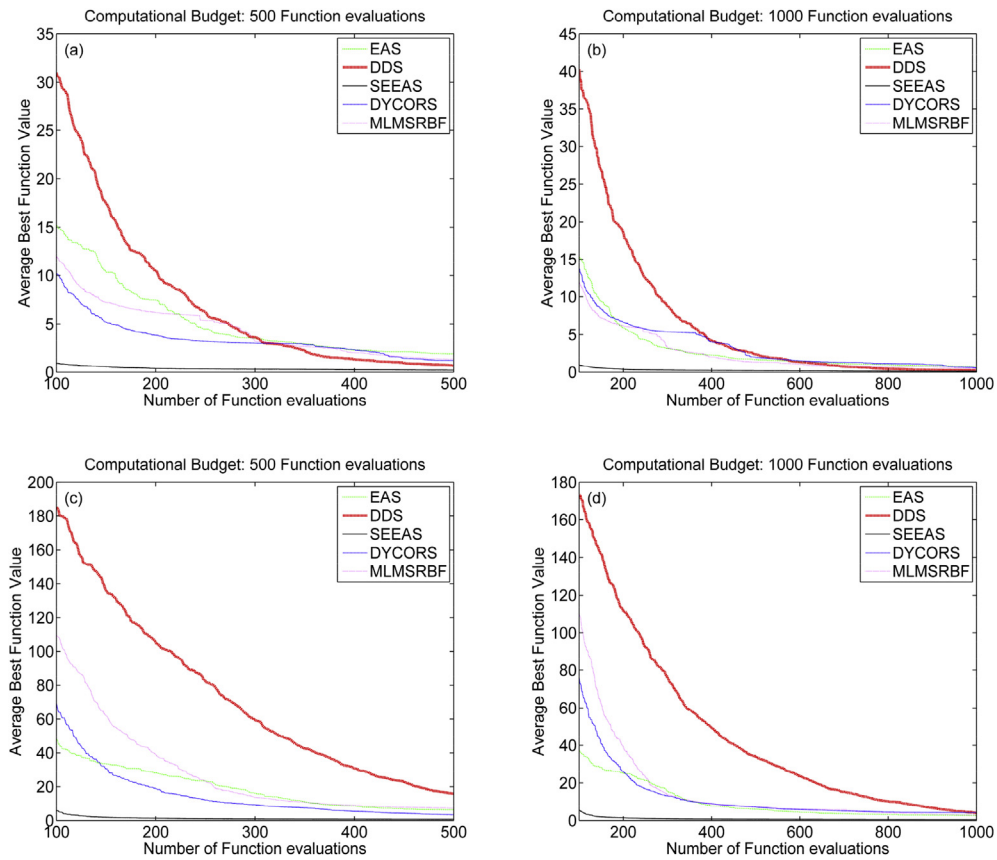 Computational Budget: 500 Function evaluations
(a)
EAS
DDS
SEEAS
DYCORS
MLMSRBF
35
30
25
20
15
10
5
0
Average Best Function Value
100 200 300 400 500
Number of Function evaluations
Computational Budget: 1000 Function evaluations
(b)
EAS
DDS
SEEAS
DYCORS
MLMSRBF
45
40
35
30
25
20
15
10
5
0
Average Best Function Value
200 400 600 800 1000
Number of Function evaluations
Computational Budget: 500 Function evaluations
(c)
EAS
DDS
SEEAS
DYCORS
MLMSRBF
200
180
160
140
120
100
80
60
40
20
0
Average Best Function Value
100 200 300 400 500
Number of Function evaluations
Computational Budget: 1000 Function evaluations
(d)
EAS
DDS
SEEAS
DYCORS
MLMSRBF
180
160
140
120
100
80
60
40
20
0
Average Best Function Value
200 400 600 800 1000
Number of Function evaluations